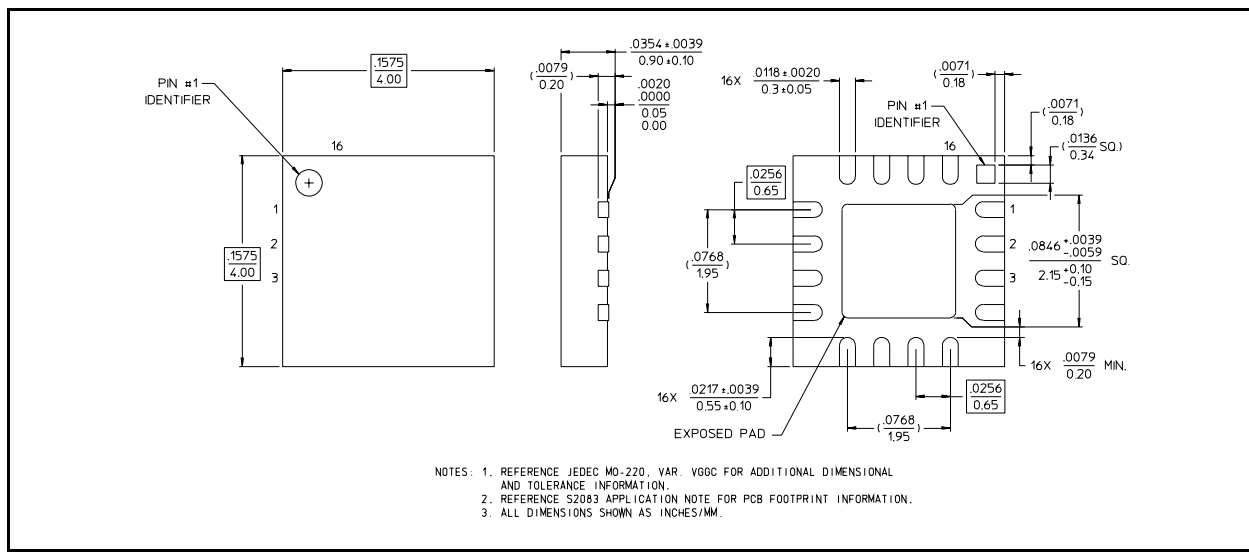 .1575
4.00
PIN #1
IDENTIFIER
16
1
2
3
.1575
4.00
.0354 ±.0039
0.90 ±0.10
(.0079
0.20)
.0020
.0000
0.05
0.00
16X .0118 ±.0020
0.3 ±0.05
(.0071
0.18)
PIN #1
IDENTIFIER
16
(.0071
0.18)
(.0136
0.34 SQ.)
.0256
0.65
(.0768
1.95)
1
2
3
.0846 +.0039
-.0059
2.15 +0.10
-0.15
SQ.
16X .0079
0.20 MIN.
16X .0217 ±.0039
0.55 ±0.10
.0256
0.65
(.0768
1.95)
EXPOSED PAD
NOTES: 1. REFERENCE JEDEC MO-220, VAR. VGGC FOR ADDITIONAL DIMENSIONAL
AND TOLERANCE INFORMATION.
2. REFERENCE S2083 APPLICATION NOTE FOR PCB FOOTPRINT INFORMATION.
3. ALL DIMENSIONS SHOWN AS INCHES/MM.